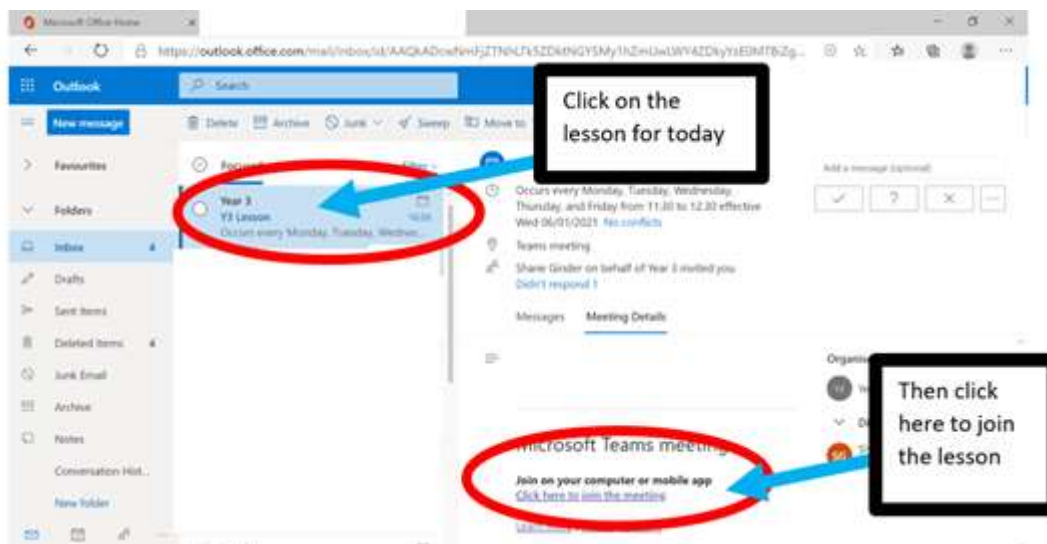 Microsoft Office Home
https://outlook.office.com/mail/inbox/id/
Outlook
Search
New message
Delete Archive Junk Sweep Move to
Click on the
lesson for today
Favourites
Folders
Inbox 4
Drafts
Sent Items
Deleted Items 4
Junk Email
Archive
Notes
Conversation Hist...
New folder
Filter
Year 3
Y3 Lesson
Occurs every Monday, Tuesday, Wednes...
Add a message (optional)
Occurs every Monday, Tuesday, Wednesday,
Thursday, and Friday from 11:30 to 12:30 effective
Wed 06/01/2021 No conflicts
Teams meeting
Share Ginder on behalf of Year 3 invited you
Didn't respond 1
Messages Meeting Details
Microsoft Teams meeting
Join on your computer or mobile app
Click here to join the meeting
Then click
here to join
the lesson